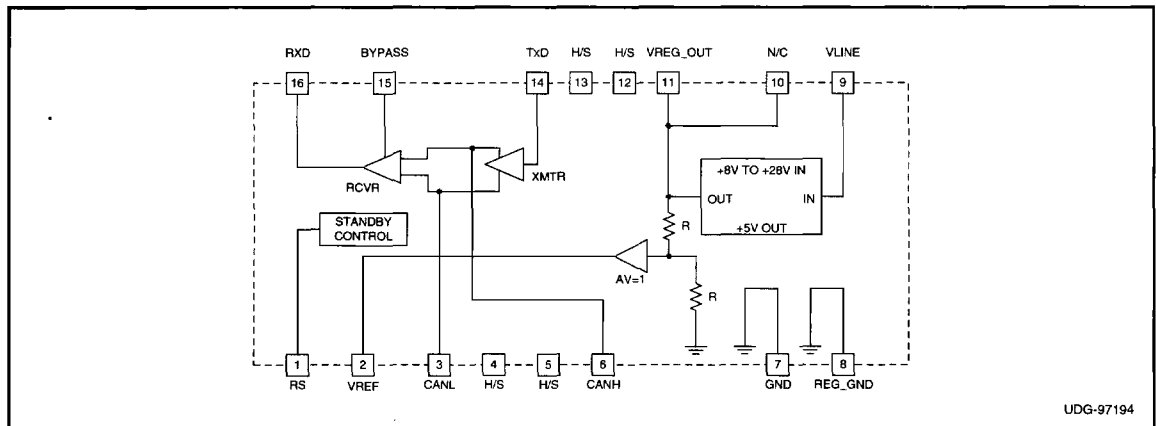 RXD BYPASS TxD H/S H/S VREG_OUT N/C VLINE
16 15 14 13 12 11 10 9
XMTR
RCVR
+8V TO +28V IN
OUT IN
+5V OUT
STANDBY
CONTROL
R
AV=1
R
1 2 3 4 5 6 7 8
RS VREF CANL H/S H/S CANH GND REG_GND
UDG-97194